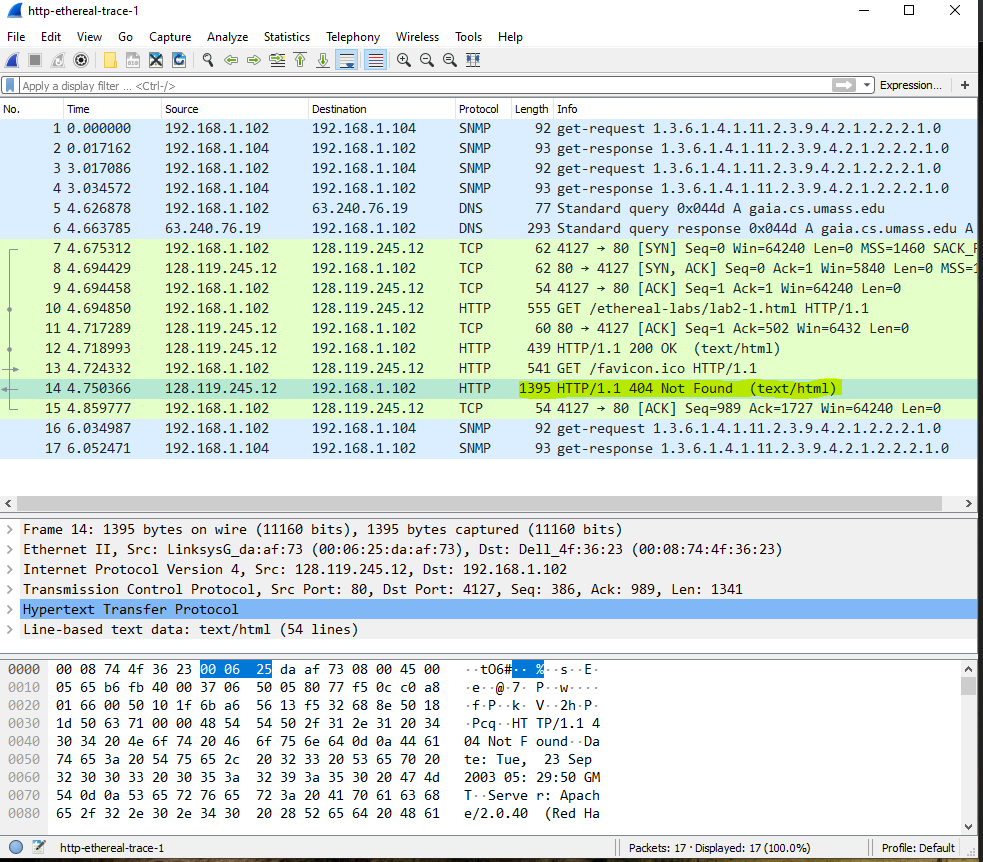 http-ethereal-trace-1
File Edit View Go Capture Analyze Statistics Telephony Wireless Tools Help
Apply a display filter ... <Ctrl-/> Expression... +
No. Time Source Destination Protocol Length Info
1 0.000000 192.168.1.102 192.168.1.104 SNMP 92 get-request 1.3.6.1.4.1.11.2.3.9.4.2.1.2.2.2.1.0
2 0.017162 192.168.1.104 192.168.1.102 SNMP 93 get-response 1.3.6.1.4.1.11.2.3.9.4.2.1.2.2.2.1.0
3 3.017086 192.168.1.102 192.168.1.104 SNMP 92 get-request 1.3.6.1.4.1.11.2.3.9.4.2.1.2.2.2.1.0
4 3.034572 192.168.1.104 192.168.1.102 SNMP 93 get-response 1.3.6.1.4.1.11.2.3.9.4.2.1.2.2.2.1.0
5 4.626878 192.168.1.102 63.240.76.19 DNS 77 Standard query 0x044d A gaia.cs.umass.edu
6 4.663785 63.240.76.19 192.168.1.102 DNS 293 Standard query response 0x044d A gaia.cs.umass.edu A
7 4.675312 192.168.1.102 128.119.245.12 TCP 62 4127 → 80 [SYN] Seq=0 Win=64240 Len=0 MSS=1460 SACK_
8 4.694429 128.119.245.12 192.168.1.102 TCP 62 80 → 4127 [SYN, ACK] Seq=0 Ack=1 Win=5840 Len=0 MSS=1
9 4.694458 192.168.1.102 128.119.245.12 TCP 54 4127 → 80 [ACK] Seq=1 Ack=1 Win=64240 Len=0
10 4.694850 192.168.1.102 128.119.245.12 HTTP 555 GET /ethereal-labs/lab2-1.html HTTP/1.1
11 4.717289 128.119.245.12 192.168.1.102 TCP 60 80 → 4127 [ACK] Seq=1 Ack=502 Win=6432 Len=0
12 4.718993 128.119.245.12 192.168.1.102 HTTP 439 HTTP/1.1 200 OK (text/html)
13 4.724332 192.168.1.102 128.119.245.12 HTTP 541 GET /favicon.ico HTTP/1.1
14 4.750366 128.119.245.12 192.168.1.102 HTTP 1395 HTTP/1.1 404 Not Found (text/html)
15 4.859777 192.168.1.102 128.119.245.12 TCP 54 4127 → 80 [ACK] Seq=989 Ack=1727 Win=64240 Len=0
16 6.034987 192.168.1.102 192.168.1.104 SNMP 92 get-request 1.3.6.1.4.1.11.2.3.9.4.2.1.2.2.2.1.0
17 6.052471 192.168.1.104 192.168.1.102 SNMP 93 get-response 1.3.6.1.4.1.11.2.3.9.4.2.1.2.2.2.1.0
Frame 14: 1395 bytes on wire (11160 bits), 1395 bytes captured (11160 bits)
Ethernet II, Src: LinksysG_da:af:73 (00:06:25:da:af:73), Dst: Dell_4f:36:23 (00:08:74:4f:36:23)
Internet Protocol Version 4, Src: 128.119.245.12, Dst: 192.168.1.102
Transmission Control Protocol, Src Port: 80, Dst Port: 4127, Seq: 386, Ack: 989, Len: 1341
Hypertext Transfer Protocol
Line-based text data: text/html (54 lines)
0000 00 08 74 4f 36 23 00 06 25 da af 73 08 00 45 00 ··tO6#·· %··s··E·
0010 05 65 b6 fb 40 00 37 06 50 05 80 77 f5 0c c0 a8 ·e··@·7· P··w····
0020 01 66 00 50 10 1f 6b a6 56 13 f5 32 68 8e 50 18 ·f·P··k· V··2h·P·
0030 1d 50 63 71 00 00 48 54 54 50 2f 31 2e 31 20 34 ·Pcq··HT TP/1.1 4
0040 30 34 20 4e 6f 74 20 46 6f 75 6e 64 0d 0a 44 61 04 Not F ound··Da
0050 74 65 3a 20 54 75 65 2c 20 32 33 20 53 65 70 20 te: Tue, 23 Sep
0060 32 30 30 33 20 30 35 3a 32 39 3a 35 30 20 47 4d 2003 05: 29:50 GM
0070 54 0d 0a 53 65 72 76 65 72 3a 20 41 70 61 63 68 T··Serve r: Apach
0080 65 2f 32 2e 30 2e 34 30 20 28 52 65 64 20 48 61 e/2.0.40 (Red Ha
http-ethereal-trace-1 Packets: 17 · Displayed: 17 (100.0%) Profile: Default